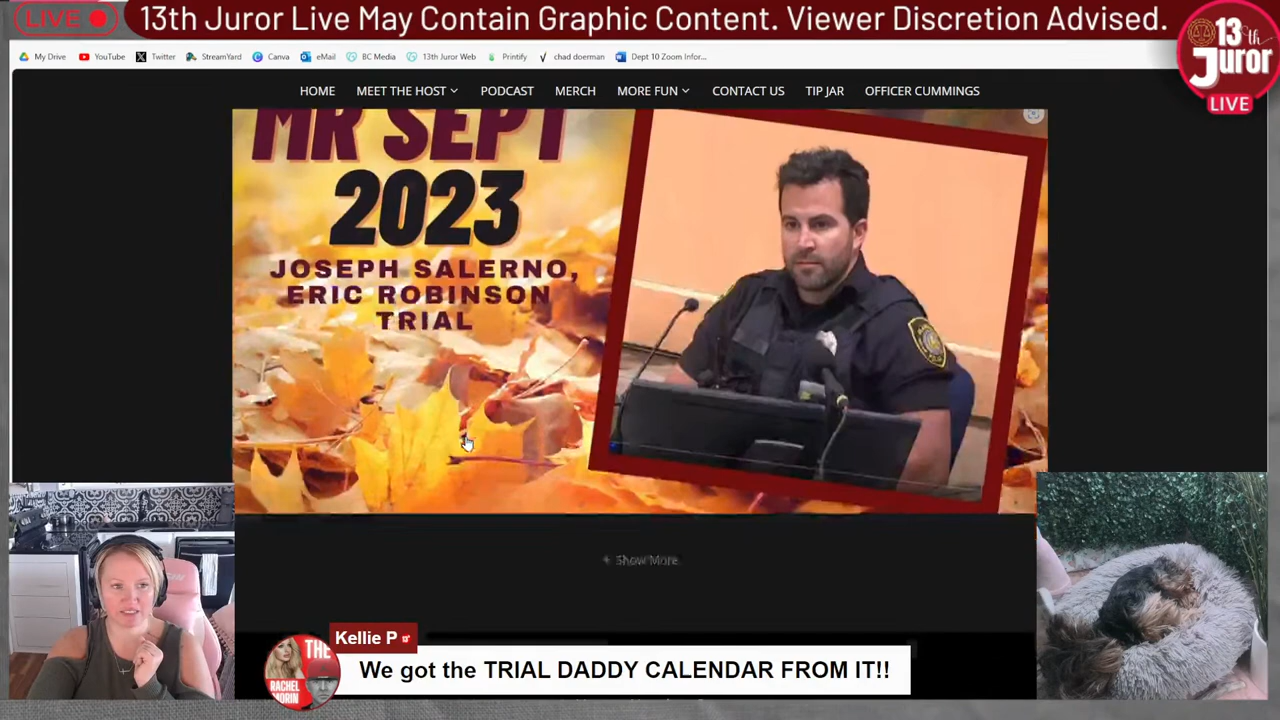 LIVE
13th Juror Live May Contain Graphic Content. Viewer Discretion Advised.
13th
Juror
LIVE
My Drive YouTube Twitter StreamYard Canva eMail BC Media 13th Juror Web Printify chad doerman Dept 10 Zoom Infor...
HOME MEET THE HOST PODCAST MERCH MORE FUN CONTACT US TIP JAR OFFICER CUMMINGS
MR SEPT
2023
JOSEPH SALERNO,
ERIC ROBINSON
TRIAL
+ Show More
Kellie P
THE
RACHEL
MORIN
We got the TRIAL DADDY CALENDAR FROM IT!!